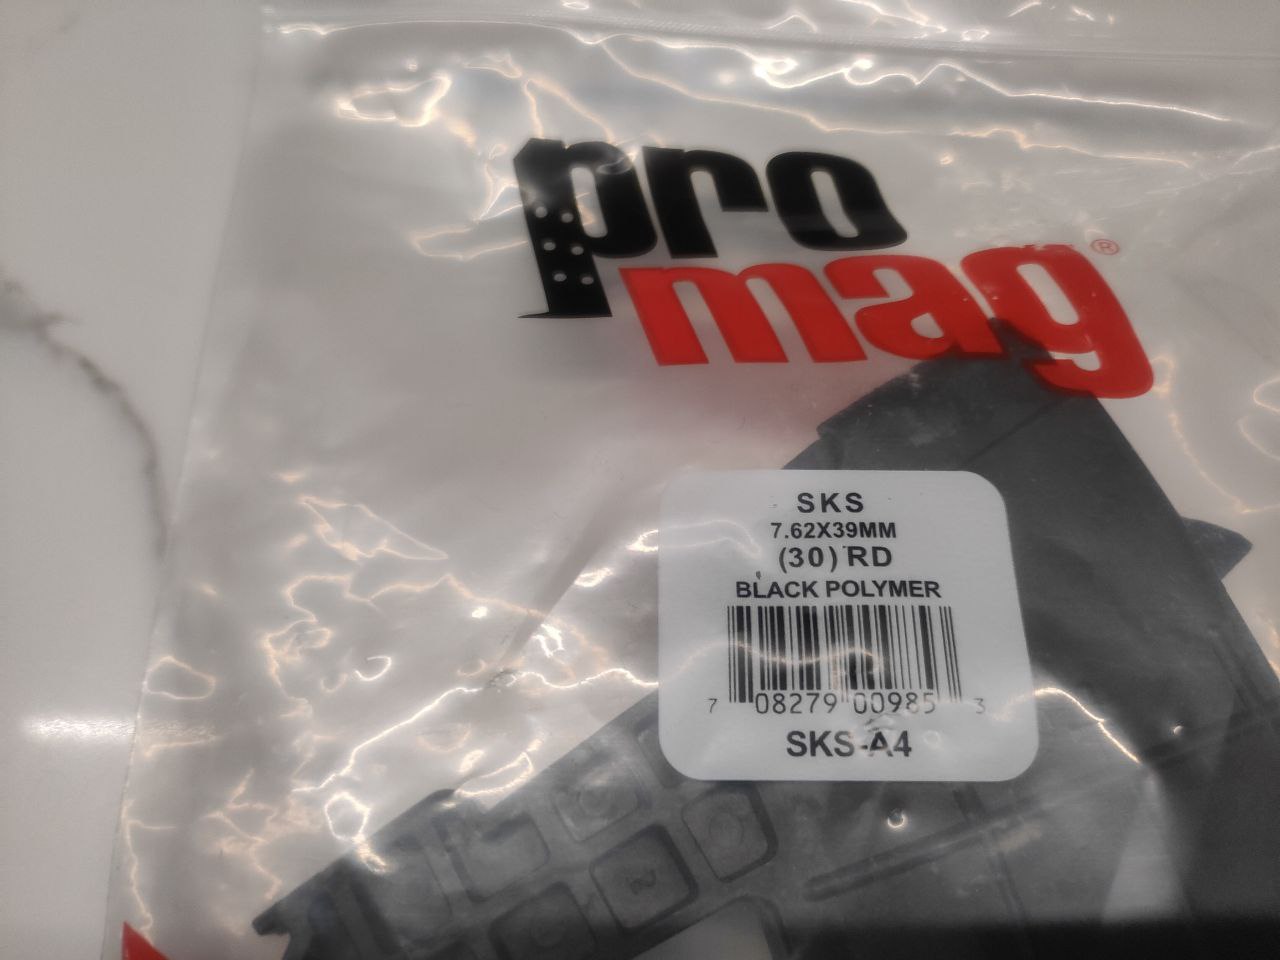 pro
mag®
SKS
7.62X39MM
(30) RD
BLACK POLYMER
7 08279 00985 3
SKS-A4